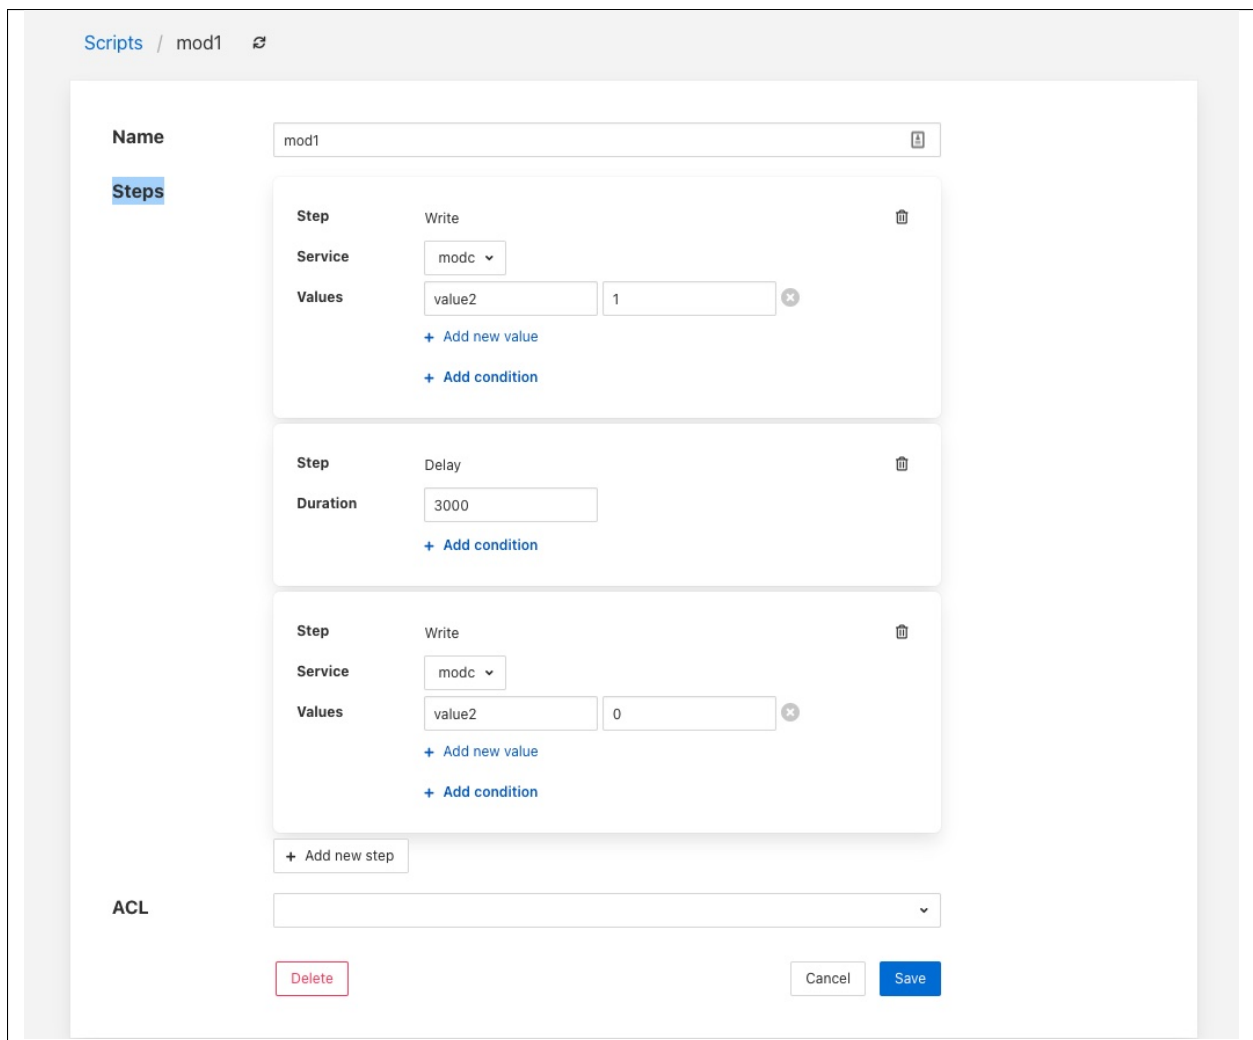 Scripts / mod1
Name mod1
Steps
Step Write
Service modc
Values value2 1
+ Add new value
+ Add condition
Step Delay
Duration 3000
+ Add condition
Step Write
Service modc
Values value2 0
+ Add new value
+ Add condition
+ Add new step
ACL
Delete Cancel Save